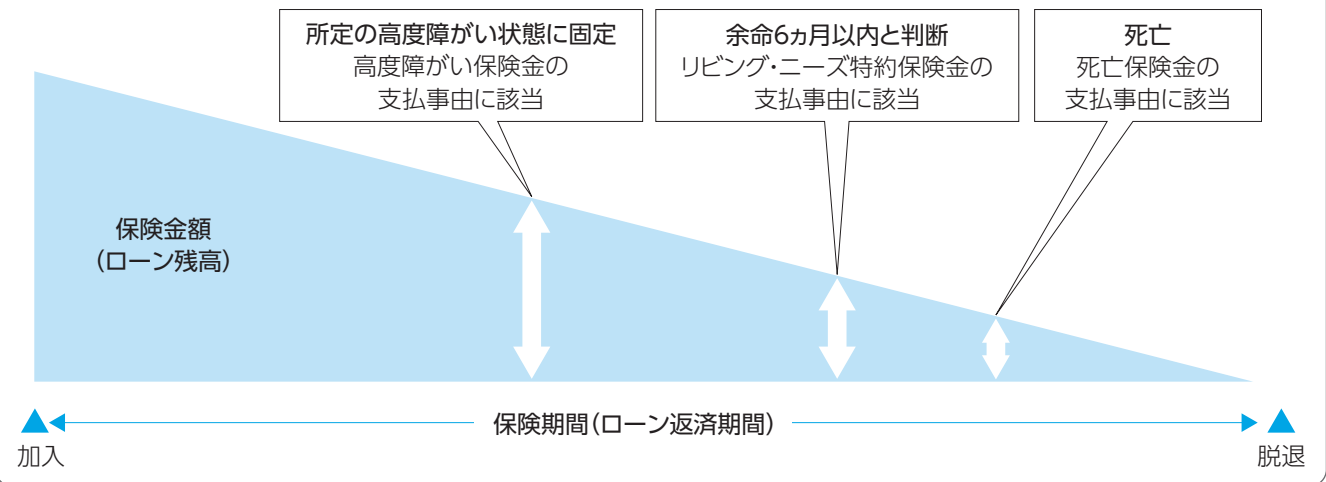 所定の高度障がい状態に固定
高度障がい保険金の
支払事由に該当
余命6ヵ月以内と判断
リビング・ニーズ特約保険金の
支払事由に該当
死亡
死亡保険金の
支払事由に該当
保険金額
(ローン残高)
保険期間(ローン返済期間)
加入
脱退